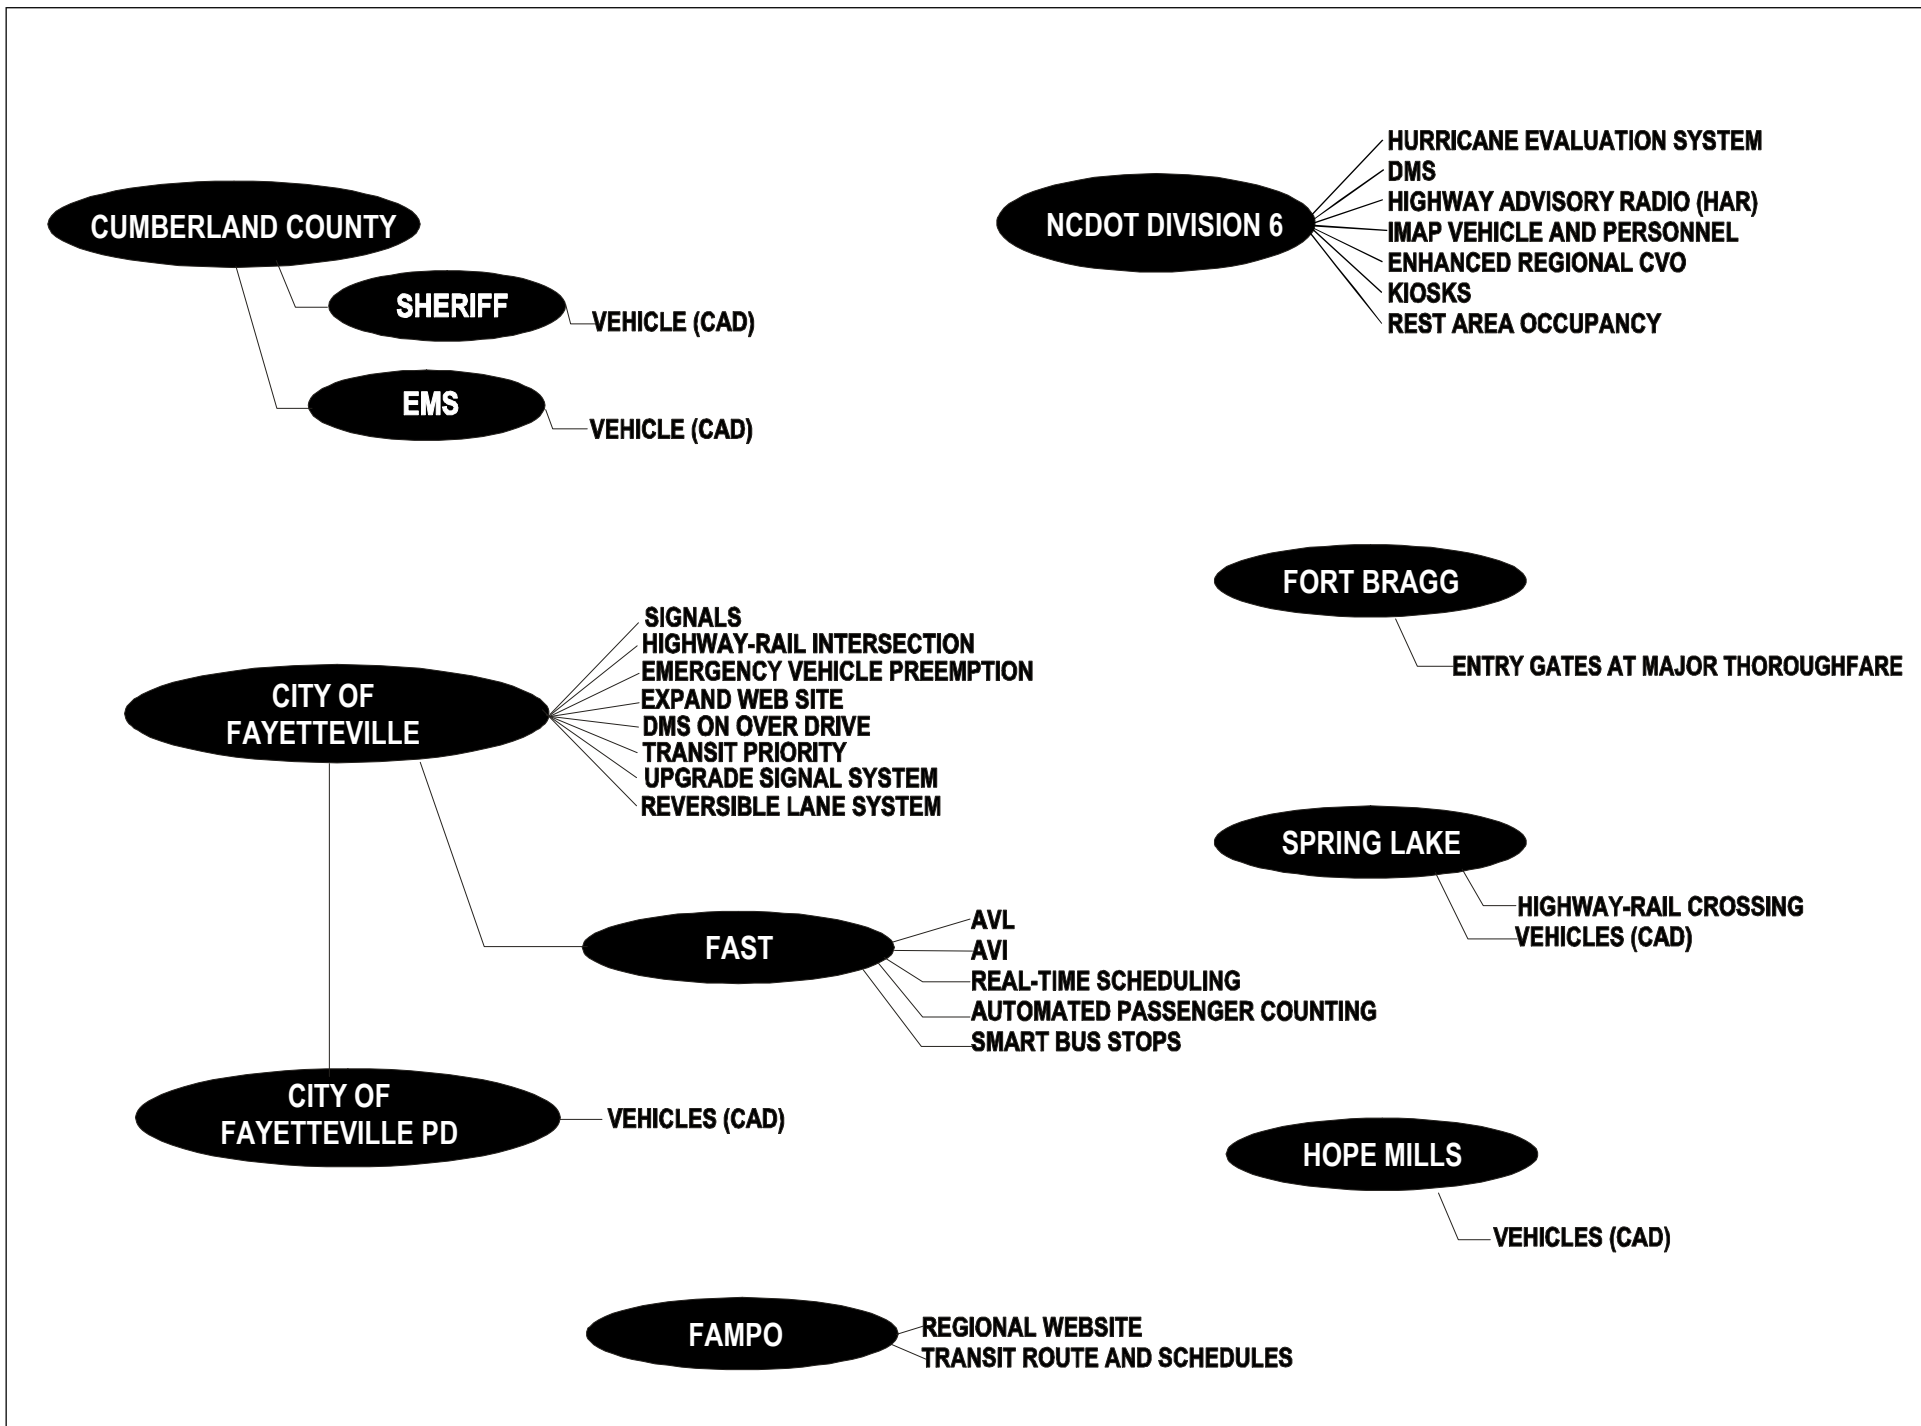 CUMBERLAND COUNTY
SHERIFF
VEHICLE (CAD)
EMS
VEHICLE (CAD)
NCDOT DIVISION 6
HURRICANE EVALUATION SYSTEM
DMS
HIGHWAY ADVISORY RADIO (HAR)
IMAP VEHICLE AND PERSONNEL
ENHANCED REGIONAL CVO
KIOSKS
REST AREA OCCUPANCY
CITY OF
FAYETTEVILLE
SIGNALS
HIGHWAY-RAIL INTERSECTION
EMERGENCY VEHICLE PREEMPTION
EXPAND WEB SITE
DMS ON OVER DRIVE
TRANSIT PRIORITY
UPGRADE SIGNAL SYSTEM
REVERSIBLE LANE SYSTEM
FORT BRAGG
ENTRY GATES AT MAJOR THOROUGHFARE
SPRING LAKE
HIGHWAY-RAIL CROSSING
VEHICLES (CAD)
FAST
AVL
AVI
REAL-TIME SCHEDULING
AUTOMATED PASSENGER COUNTING
SMART BUS STOPS
CITY OF
FAYETTEVILLE PD
VEHICLES (CAD)
HOPE MILLS
VEHICLES (CAD)
FAMPO
REGIONAL WEBSITE
TRANSIT ROUTE AND SCHEDULES